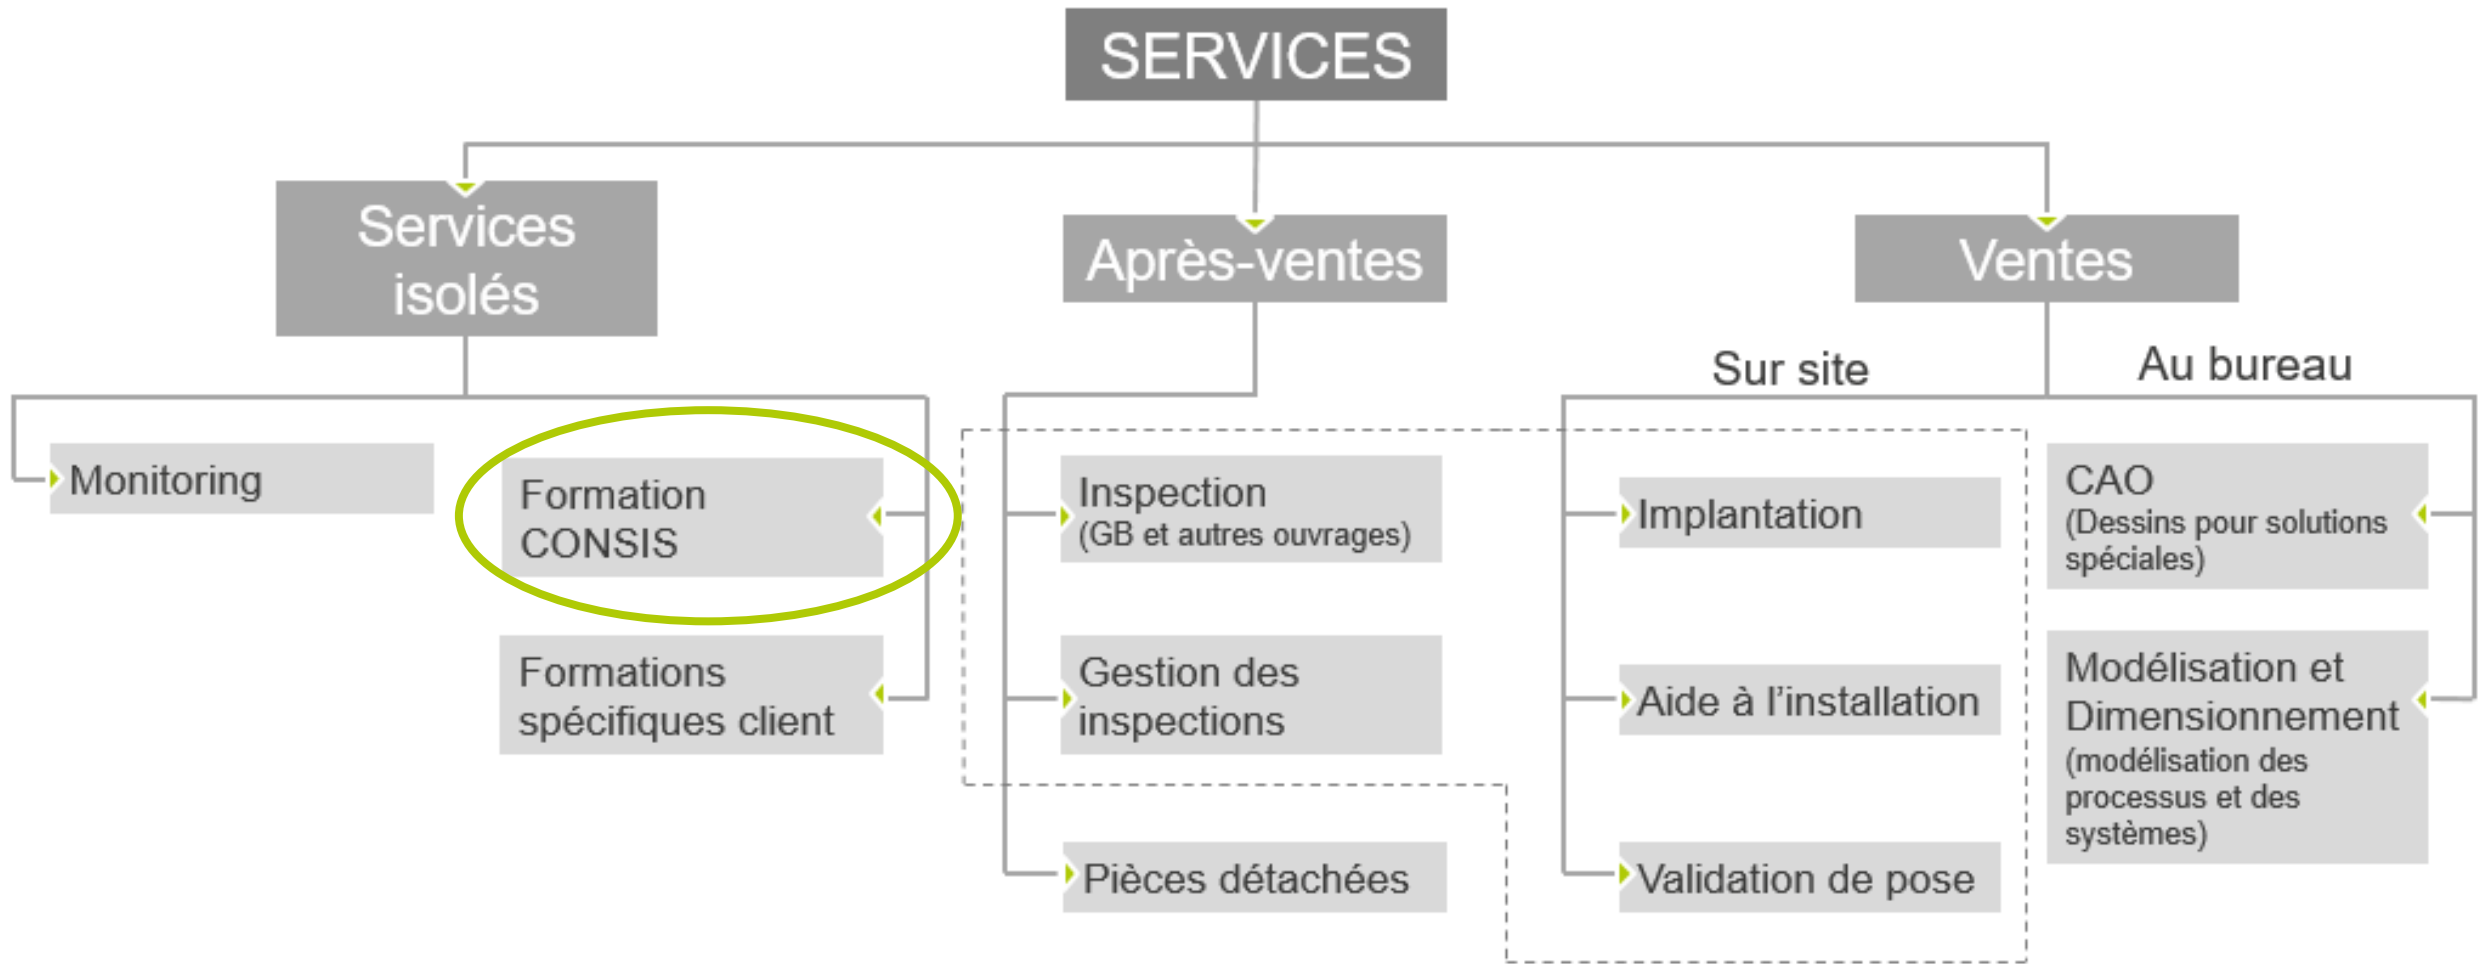 SERVICES
Services
isolés
Après-ventes
Ventes
Sur site
Au bureau
Monitoring
Formation
CONSIS
Formations
spécifiques client
Inspection
(GB et autres ouvrages)
Gestion des
inspections
Pièces détachées
Implantation
Aide à l’installation
Validation de pose
CAO
(Dessins pour solutions
spéciales)
Modélisation et
Dimensionnement
(modélisation des
processus et des
systèmes)